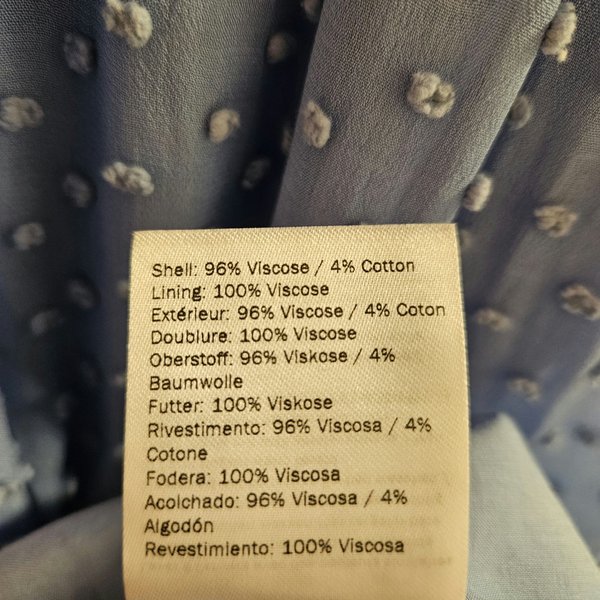 Shell: 96% Viscose / 4% Cotton
Lining: 100% Viscose
Extérieur: 96% Viscose / 4% Coton
Doublure: 100% Viscose
Oberstoff: 96% Viskose / 4%
Baumwolle
Futter: 100% Viskose
Rivestimento: 96% Viscosa / 4%
Cotone
Fodera: 100% Viscosa
Acolchado: 96% Viscosa / 4%
Algodón
Revestimiento: 100% Viscosa